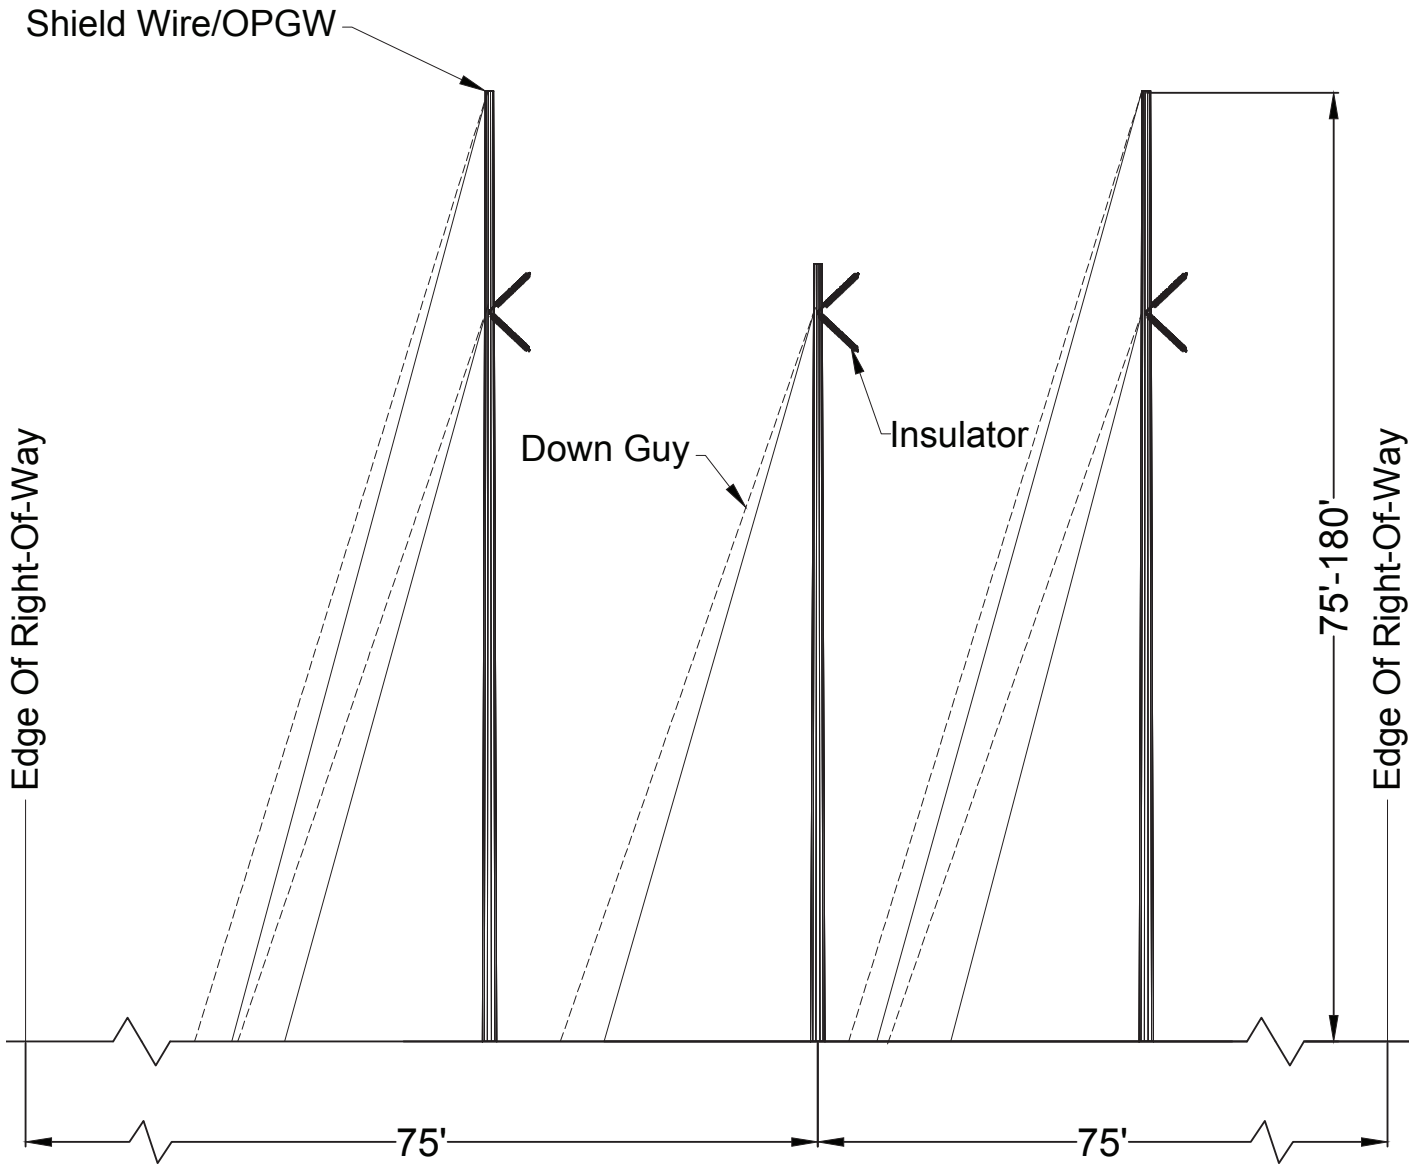 Shield Wire/OPGW
Insulator
Down Guy
Edge Of Right-Of-Way
75'-180'
Edge Of Right-Of-Way
75'
75'